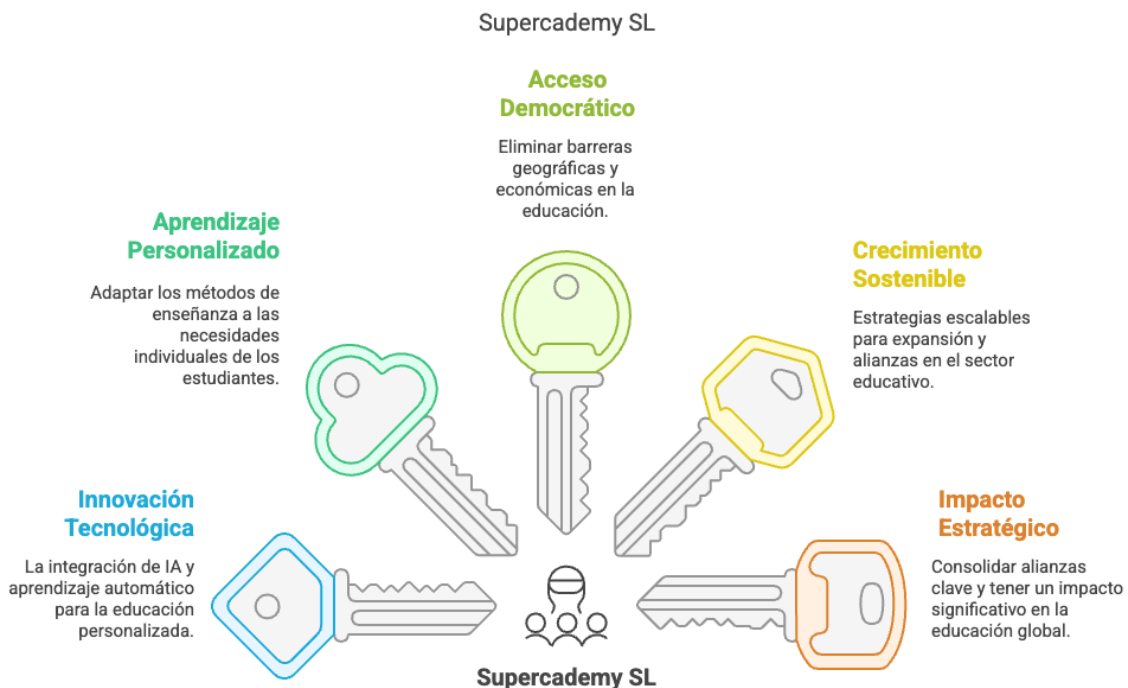 Supercademy SL
Acceso
Democrático
Eliminar barreras
geográficas y
económicas en la
educación.
Aprendizaje
Personalizado
Adaptar los métodos de
enseñanza a las
necesidades
individuales de los
estudiantes.
Crecimiento
Sostenible
Estrategias escalables
para expansión y
alianzas en el sector
educativo.
Innovación
Tecnológica
La integración de IA y
aprendizaje automático
para la educación
personalizada.
Impacto
Estratégico
Consolidar alianzas
clave y tener un impacto
significativo en la
educación global.
Supercademy SL